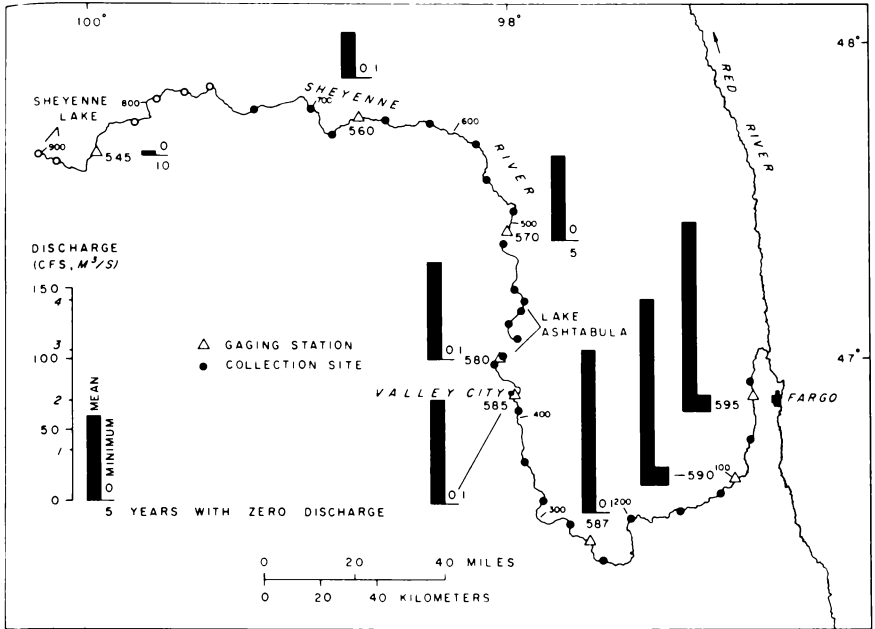 100°
98°
48°
RED
RIVER
0 1
SHEYENNE
RIVER
SHEYENNE
LAKE
800
700
600
900
545
0
10
560
500
570
0
5
DISCHARGE
(CFS, M³/S)
150
4
3
100
2
50
1
0
MEAN
0 MINIMUM
5 YEARS WITH ZERO DISCHARGE
GAGING STATION
COLLECTION SITE
LAKE
ASHTABULA
0 1
580
47°
VALLEY CITY
585
400
0 1
595
FARGO
590
100
300
0.1
200
587
0 20 40 MILES
0 20 40 KILOMETERS